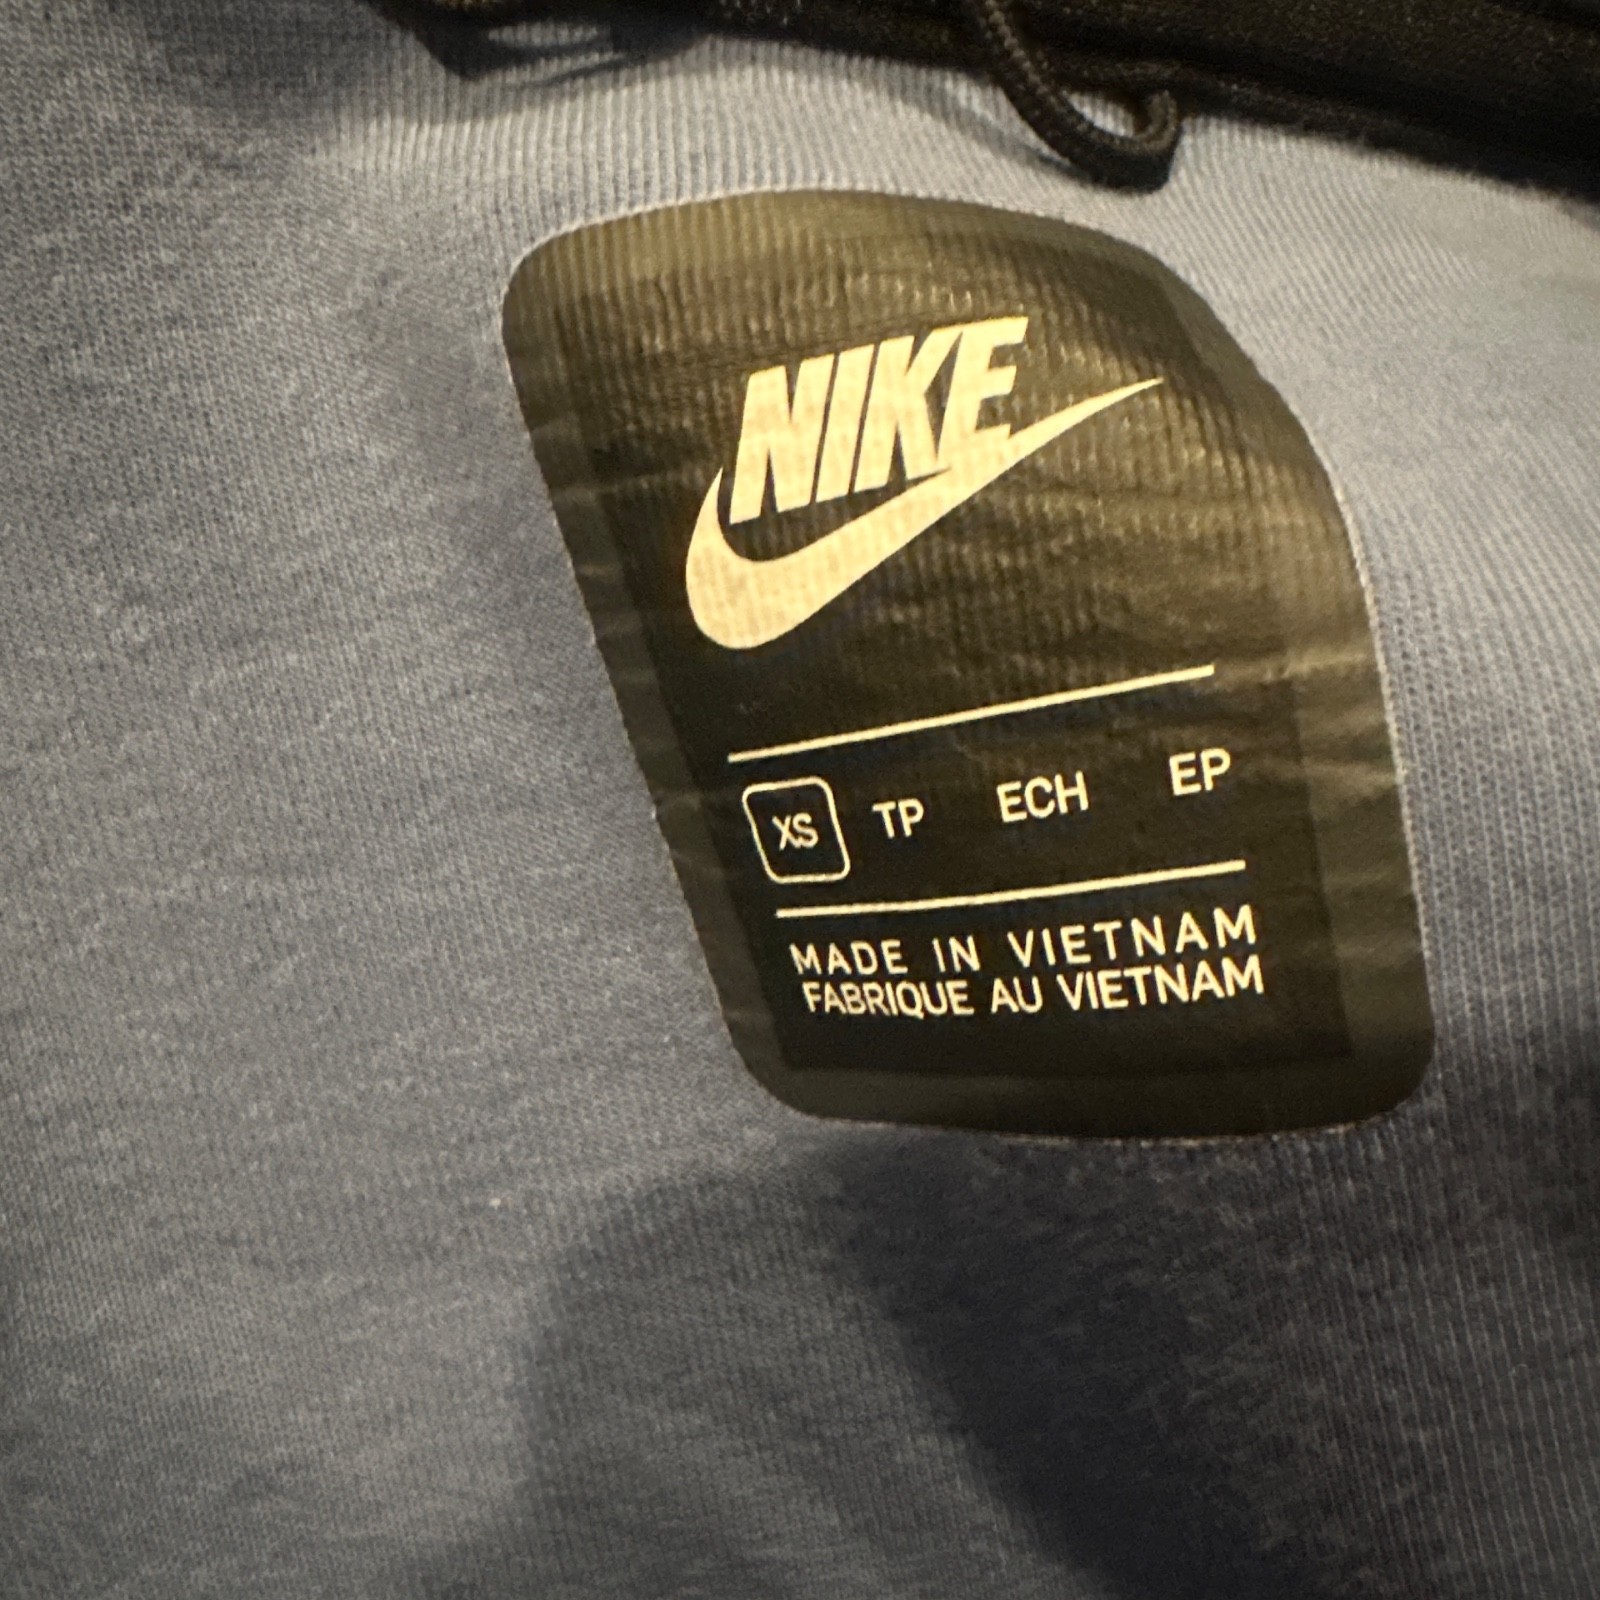 NIKE
XS TP ECH EP
MADE IN VIETNAM
FABRIQUE AU VIETNAM